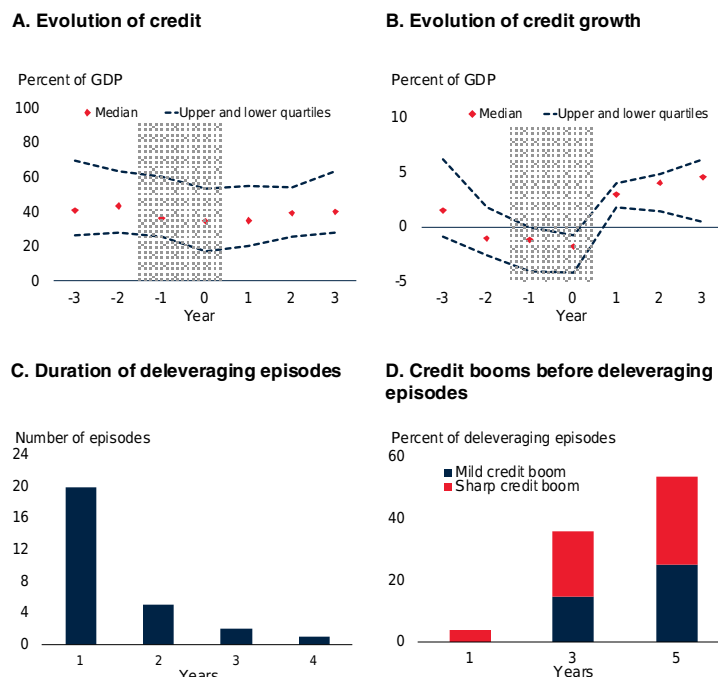 A. Evolution of credit
Percent of GDP
Median
Upper and lower quartiles
100
80
60
40
20
0
-3 -2 -1 0 1 2 3
Year
B. Evolution of credit growth
Percent of GDP
Median
Upper and lower quartiles
10
5
0
-5
-3 -2 -1 0 1 2 3
Year
C. Duration of deleveraging episodes
Number of episodes
24
20
16
12
8
4
0
1 2 3 4
Years
D. Credit booms before deleveraging
episodes
Percent of deleveraging episodes
Mild credit boom
Sharp credit boom
60
40
20
0
1 3 5
Years